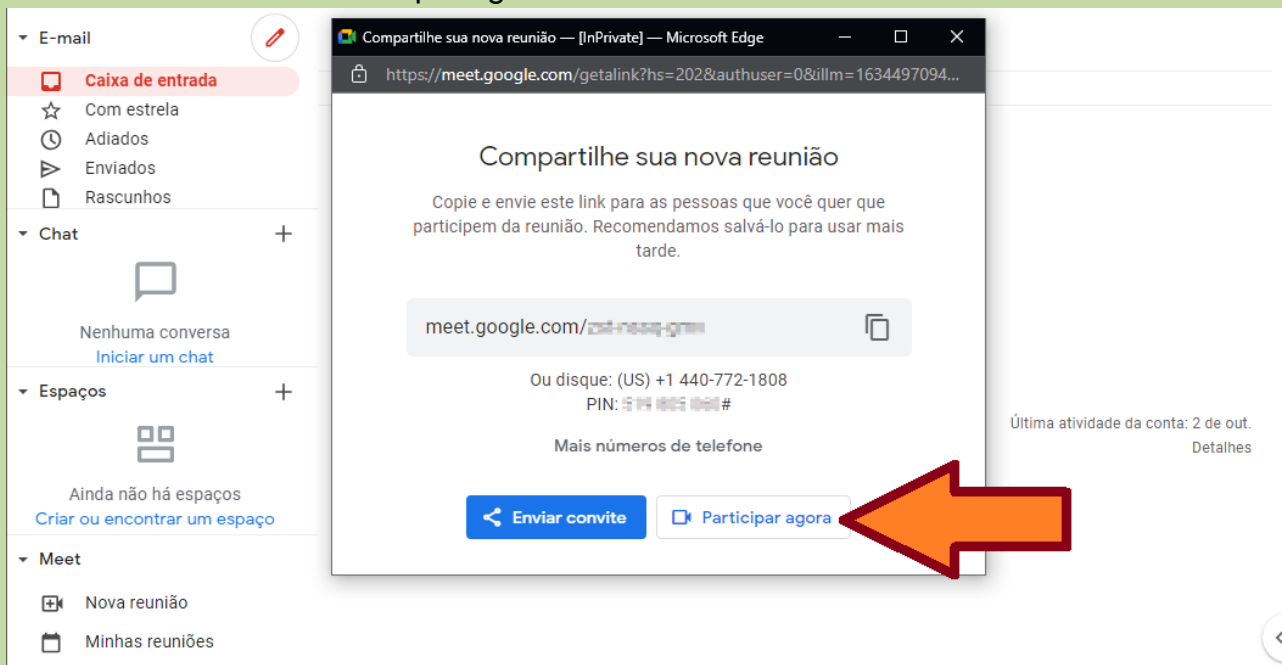 E-mail
Caixa de entrada
Com estrela
Adiados
Enviados
Rascunhos
Chat
Nenhuma conversa
Iniciar um chat
Espaços
Ainda não há espaços
Criar ou encontrar um espaço
Meet
Nova reunião
Minhas reuniões
Compartilhe sua nova reunião — [InPrivate] — Microsoft Edge
https://meet.google.com/getalink?hs=202&authuser=0&illm=1634497094...
Compartilhe sua nova reunião
Copie e envie este link para as pessoas que você quer que
participem da reunião. Recomendamos salvá-lo para usar mais
tarde.
meet.google.com/
Ou disque: (US) +1 440-772-1808
PIN: #
Mais números de telefone
Enviar convite
Participar agora
Última atividade da conta: 2 de out.
Detalhes